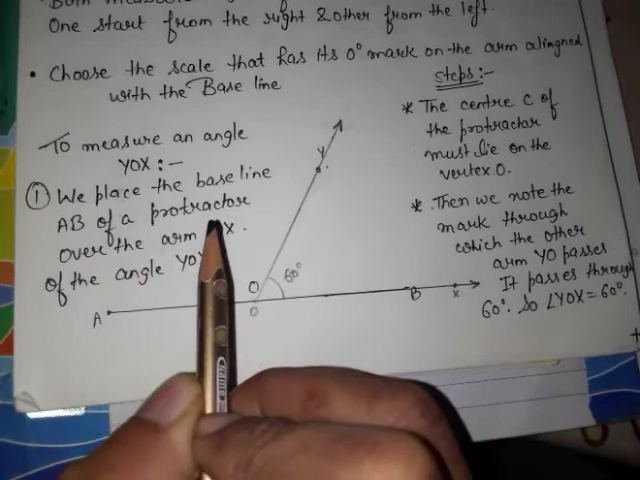 One start from the right & other from the left.
• Choose the scale that has its 0° mark on the arm alingned
with the Base line
To measure an angle
YOX :-
① We place the base line
AB of a protractor
over the arm X.
of the angle YO
steps:-
* The centre C of
the protractor
must lie on the
vertex O.
* Then we note the
mark through
which the other
arm YO passes.
It passes through
60°. So ∠YOX = 60°.
Y
O
60°
A
O
B
X